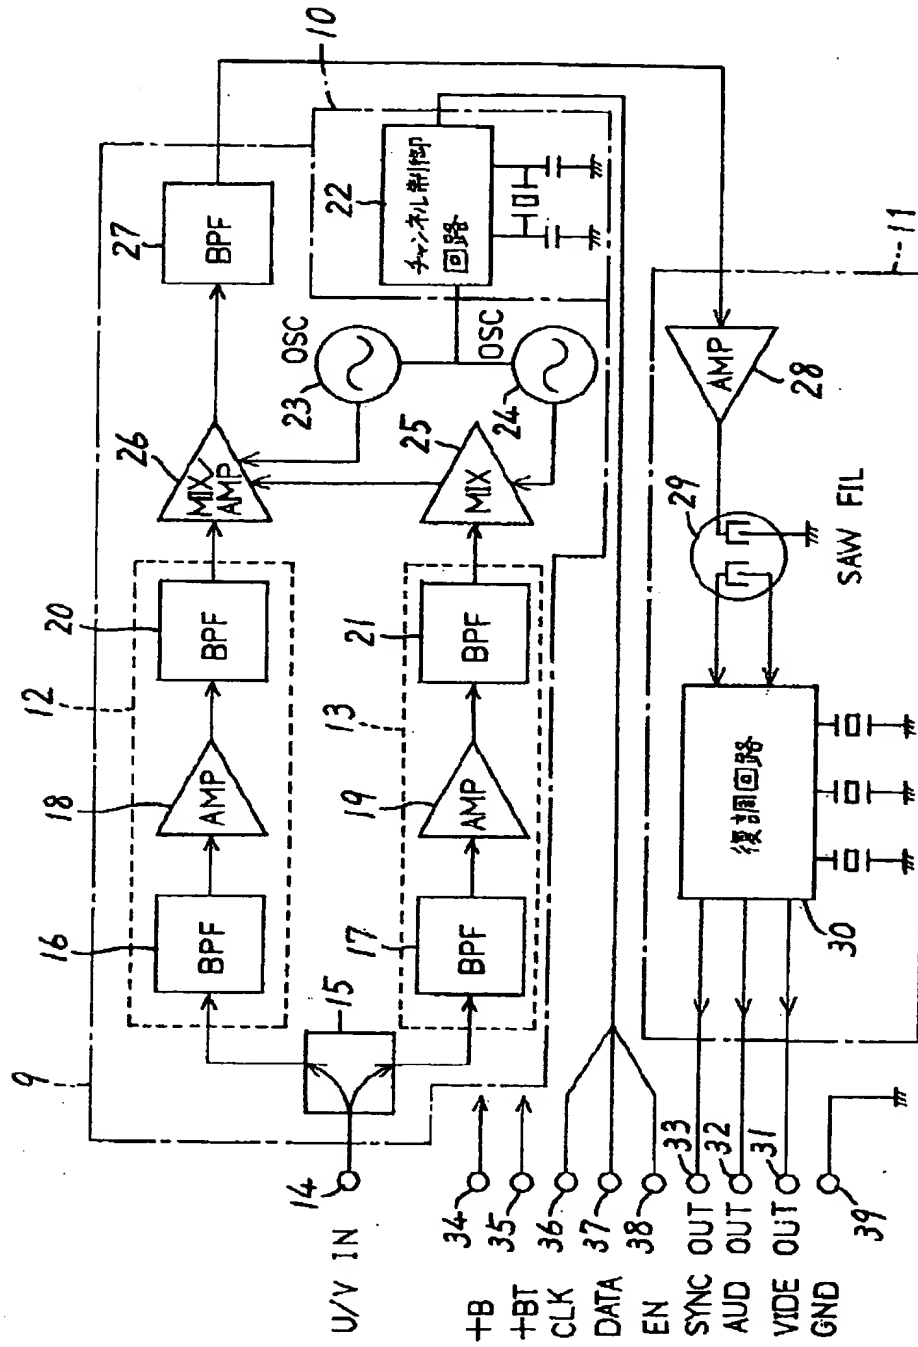 9
12
18
20
26
27
16
AMP
BPF
MIX/
AMP
BPF
BPF
10
22
チャンネル制御
回路
OSC
23
OSC
24
25
MIX
13
19
21
AMP
BPF
17
BPF
15
14
U/V IN
34
+B
35
+BT
36
CLK
37
DATA
38
EN
33
SYNC OUT
32
AUD OUT
31
VIDE OUT
39
GND
11
AMP
28
29
SAW FIL
復調回路
30